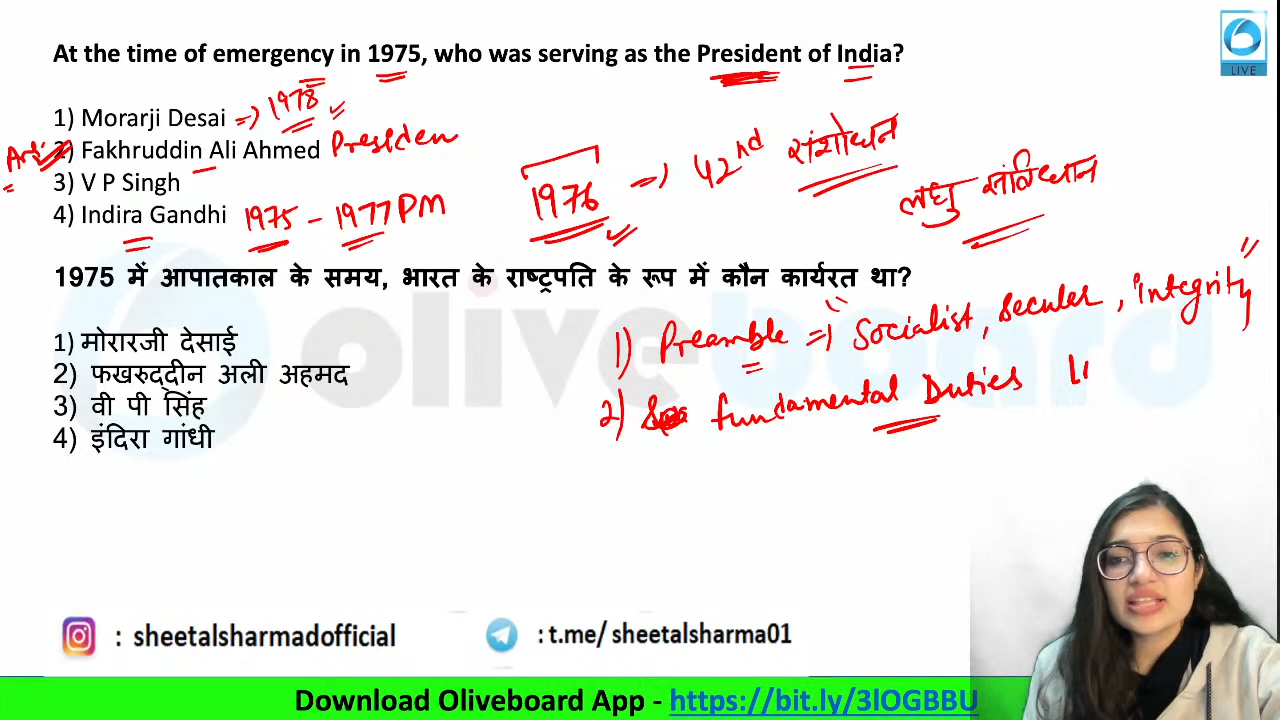 At the time of emergency in 1975, who was serving as the President of India?
1) Morarji Desai => 1978
2) Fakhruddin Ali Ahmed Presiden
3) V P Singh
4) Indira Gandhi 1975 - 1977 PM
1976 => 42nd संशोधन
लघु संविधान
1975 में आपातकाल के समय, भारत के राष्ट्रपति के रूप में कौन कार्यरत था?
1) मोरारजी देसाई
2) फखरुद्दीन अली अहमद
3) वी पी सिंह
4) इंदिरा गांधी
1) Preamble => "Socialist, Secular, "Integrity"
2) fundamental Duties
oliveboard
LIVE
: sheetalsharmadofficial
: t.me/ sheetalsharma01
Download Oliveboard App - https://bit.ly/3lOGBBU